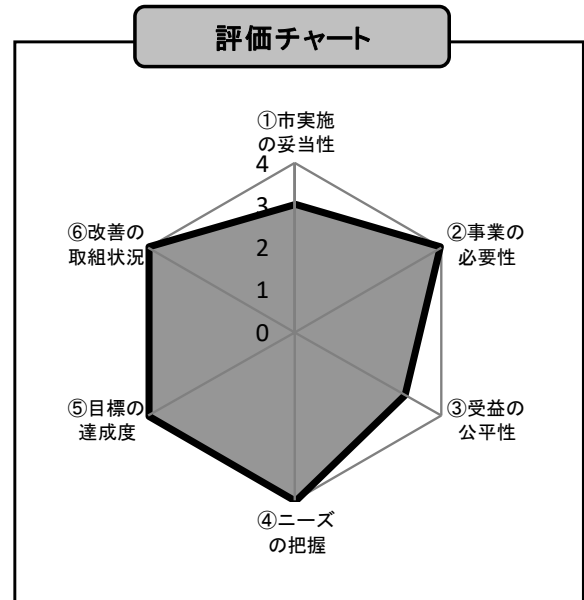 評価チャート
①市実施
の妥当性
4
3
2
1
0
②事業の
必要性
③受益の
公平性
④ニーズ
の把握
⑤目標の
達成度
⑥改善の
取組状況